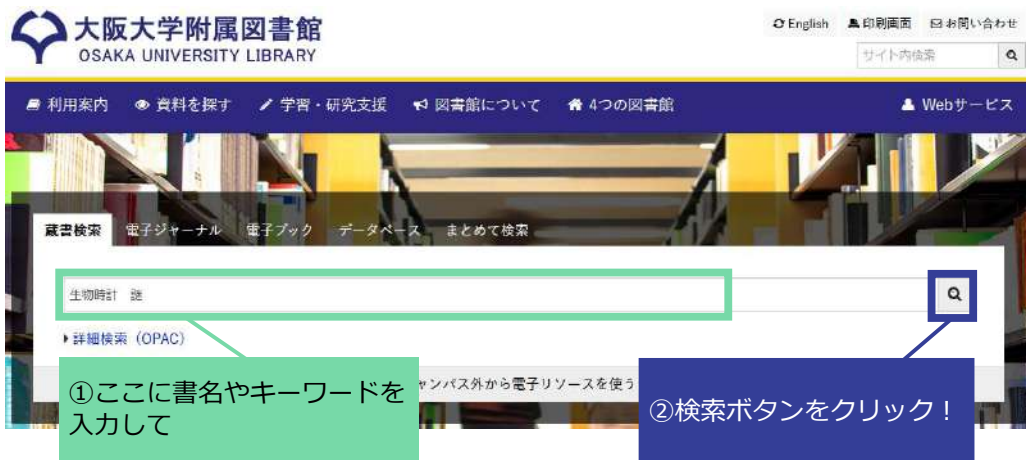 大阪大学附属図書館
OSAKA UNIVERSITY LIBRARY
English 印刷画面 お問い合わせ
サイト内検索
利用案内 資料を探す 学習・研究支援 図書館について 4つの図書館 Webサービス
蔵書検索 電子ジャーナル 電子ブック データベース まとめて検索
生物時計 謎
詳細検索（OPAC）
ャンパス外から電子リソースを使う
①ここに書名やキーワードを
入力して
②検索ボタンをクリック！